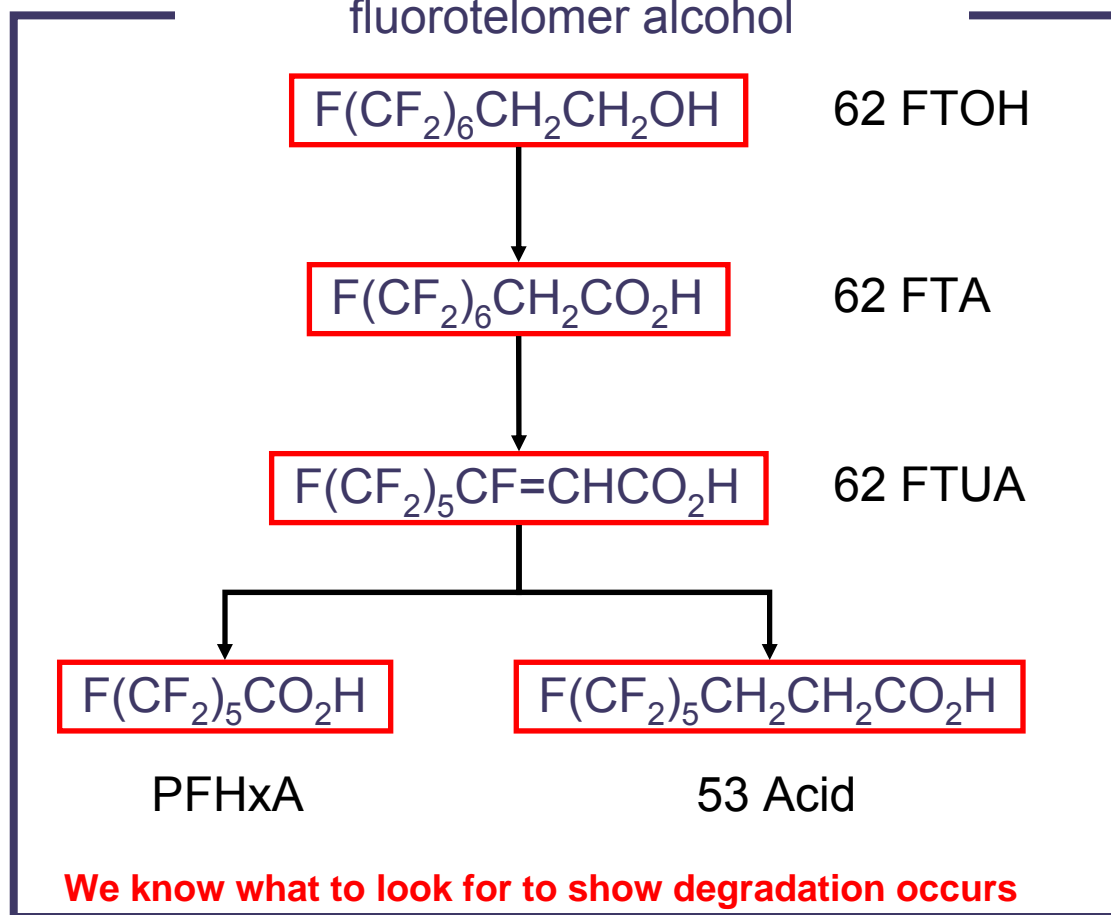 fluorotelomer alcohol
F(CF₂)₆CH₂CH₂OH 62 FTOH
F(CF₂)₆CH₂CO₂H 62 FTA
F(CF₂)₅CF=CHCO₂H 62 FTUA
F(CF₂)₅CO₂H F(CF₂)₅CH₂CH₂CO₂H
PFHxA 53 Acid
We know what to look for to show degradation occurs